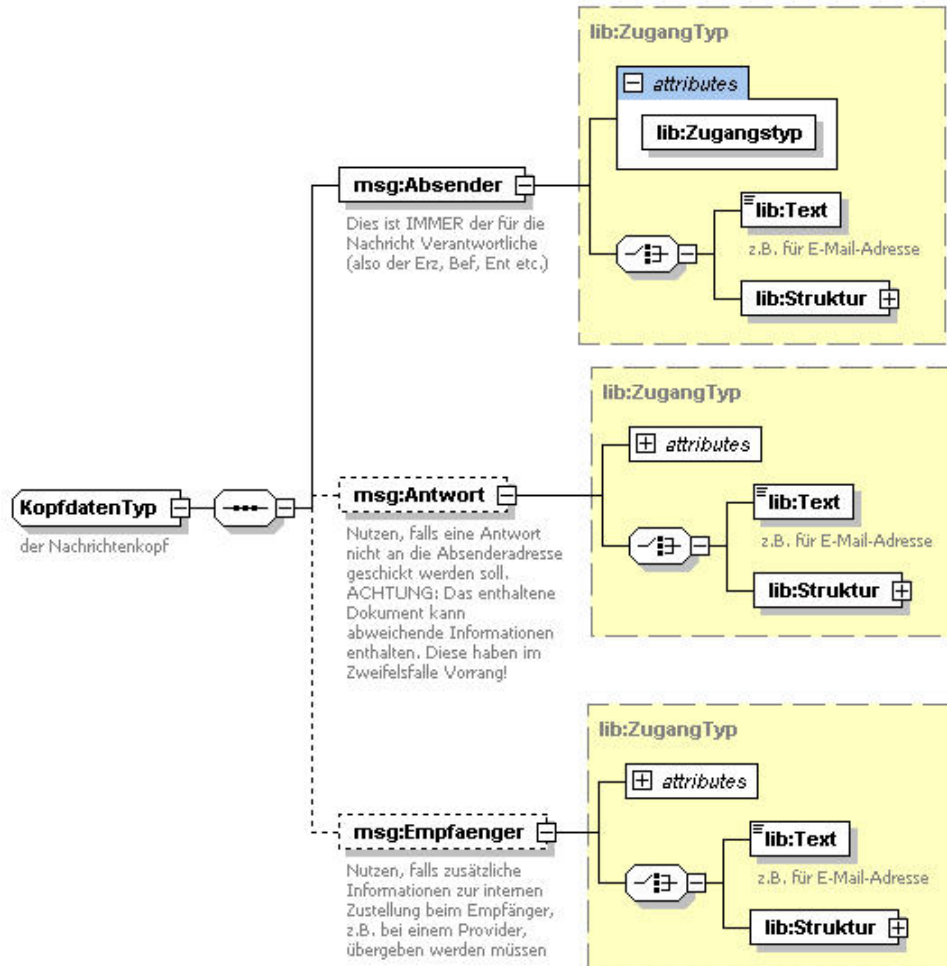 lib:ZugangTyp
attributes
lib:Zugangstyp
msg:Absender
Dies ist IMMER der für die
Nachricht Verantwortliche
(also der Erz, Bef, Ent etc.)
lib:Text
z.B. für E-Mail-Adresse
lib:Struktur
lib:ZugangTyp
attributes
KopfdatenTyp
der Nachrichtenkopf
msg:Antwort
Nutzen, falls eine Antwort
nicht an die Absenderadresse
geschickt werden soll.
ACHTUNG: Das enthaltene
Dokument kann
abweichende Informationen
enthalten. Diese haben im
Zweifelsfalle Vorrang!
lib:Text
z.B. für E-Mail-Adresse
lib:Struktur
lib:ZugangTyp
attributes
msg:Empfaenger
Nutzen, falls zusätzliche
Informationen zur internen
Zustellung beim Empfänger,
z.B. bei einem Provider,
übergeben werden müssen
lib:Text
z.B. für E-Mail-Adresse
lib:Struktur